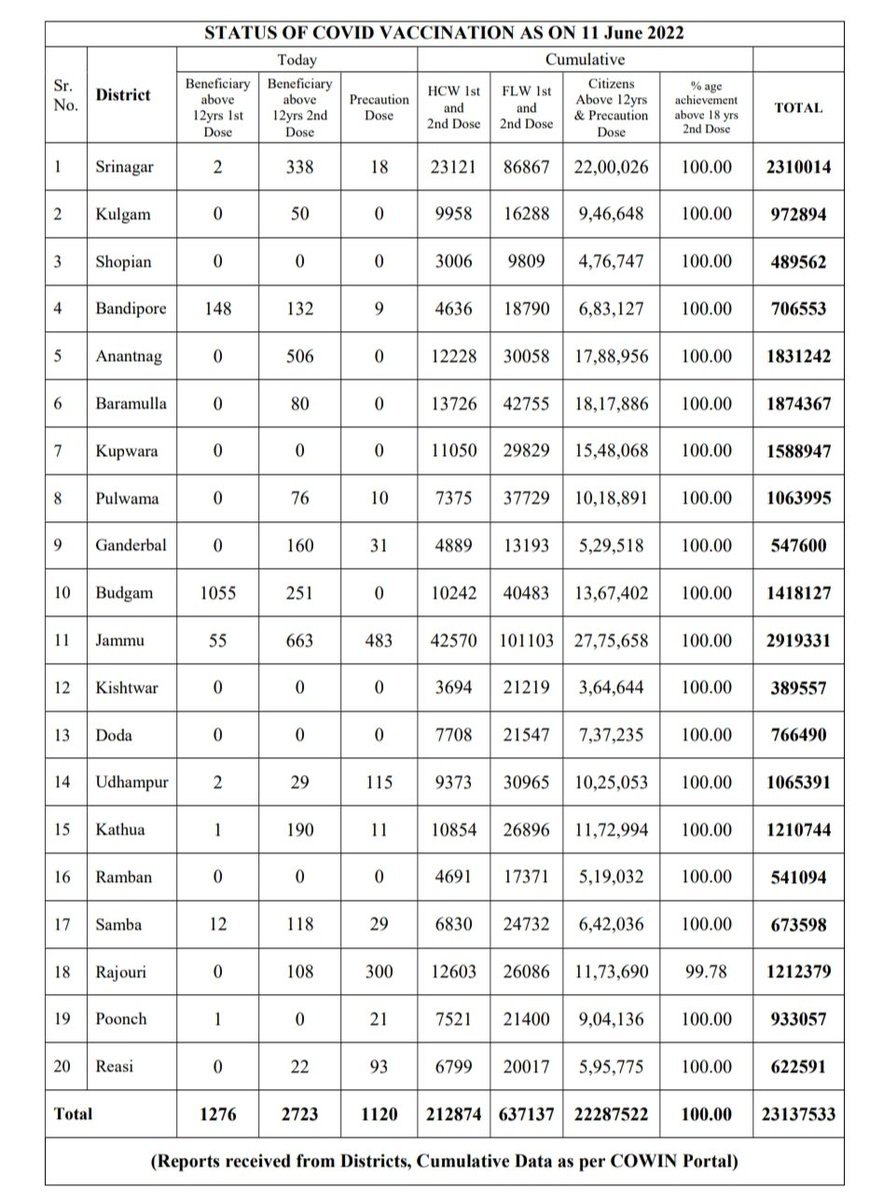 STATUS OF COVID VACCINATION AS ON 11 June 2022
Sr. No. District Today Cumulative
Beneficiary above 12yrs 1st Dose Beneficiary above 12yrs 2nd Dose Precaution Dose HCW 1st and 2nd Dose FLW 1st and 2nd Dose Citizens Above 12yrs & Precaution Dose % age achievement above 18 yrs 2nd Dose TOTAL
1 Srinagar 2 338 18 23121 86867 22,00,026 100.00 2310014
2 Kulgam 0 50 0 9958 16288 9,46,648 100.00 972894
3 Shopian 0 0 0 3006 9809 4,76,747 100.00 489562
4 Bandipore 148 132 9 4636 18790 6,83,127 100.00 706553
5 Anantnag 0 506 0 12228 30058 17,88,956 100.00 1831242
6 Baramulla 0 80 0 13726 42755 18,17,886 100.00 1874367
7 Kupwara 0 0 0 11050 29829 15,48,068 100.00 1588947
8 Pulwama 0 76 10 7375 37729 10,18,891 100.00 1063995
9 Ganderbal 0 160 31 4889 13193 5,29,518 100.00 547600
10 Budgam 1055 251 0 10242 40483 13,67,402 100.00 1418127
11 Jammu 55 663 483 42570 101103 27,75,658 100.00 2919331
12 Kishtwar 0 0 0 3694 21219 3,64,644 100.00 389557
13 Doda 0 0 0 7708 21547 7,37,235 100.00 766490
14 Udhampur 2 29 115 9373 30965 10,25,053 100.00 1065391
15 Kathua 1 190 11 10854 26896 11,72,994 100.00 1210744
16 Ramban 0 0 0 4691 17371 5,19,032 100.00 541094
17 Samba 12 118 29 6830 24732 6,42,036 100.00 673598
18 Rajouri 0 108 300 12603 26086 11,73,690 99.78 1212379
19 Poonch 1 0 21 7521 21400 9,04,136 100.00 933057
20 Reasi 0 22 93 6799 20017 5,95,775 100.00 622591
Total 1276 2723 1120 212874 637137 22287522 100.00 23137533
(Reports received from Districts, Cumulative Data as per COWIN Portal)